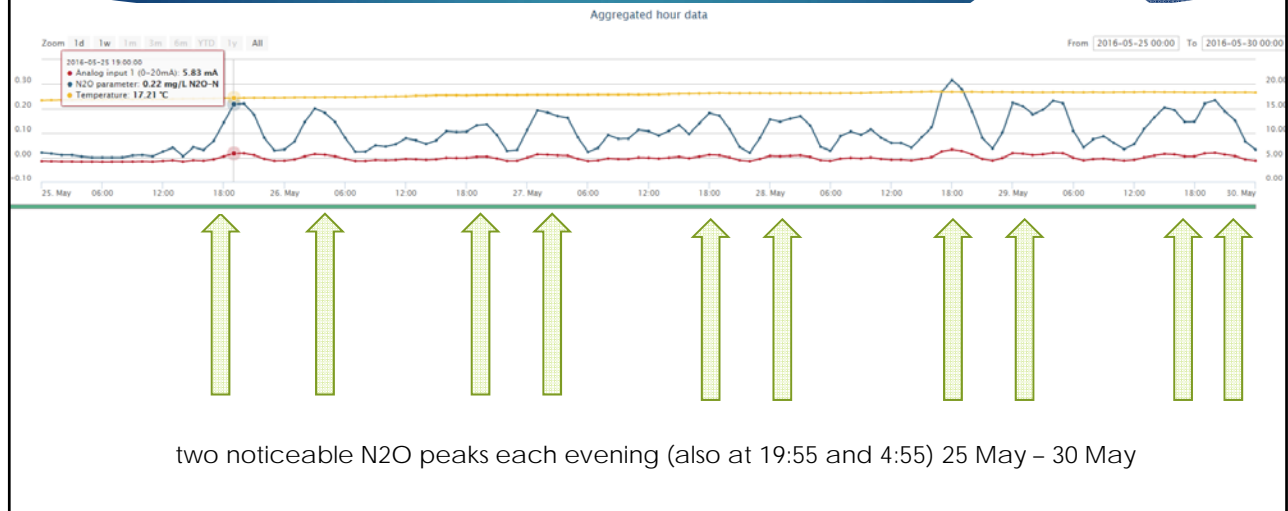 Aggregated hour data
Zoom 1d 1w 1m 3m 6m YTD 1y All
From 2016-05-25 00:00 To 2016-05-30 00:00
2016-05-25 19:00:00
Analog input 1 (0-20mA): 5.83 mA
N2O parameter: 0.22 mg/L N2O-N
Temperature: 17.21 °C
0.30 20.00
0.20 15.00
0.10 10.00
0.00 5.00
-0.10 0.00
25. May 06:00 12:00 18:00 26. May 06:00 12:00 18:00 27. May 06:00 12:00 18:00 28. May 06:00 12:00 18:00 29. May 06:00 12:00 18:00 30. May
two noticeable N2O peaks each evening (also at 19:55 and 4:55) 25 May – 30 May